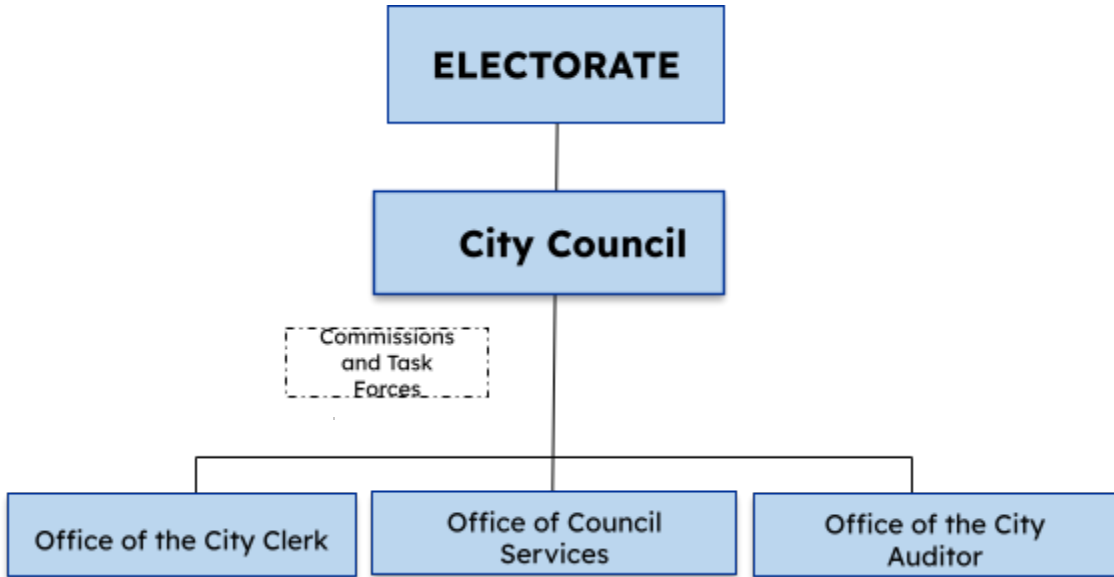 ELECTORATE
City Council
Commissions
and Task
Forces
Office of the City Clerk
Office of Council
Services
Office of the City
Auditor